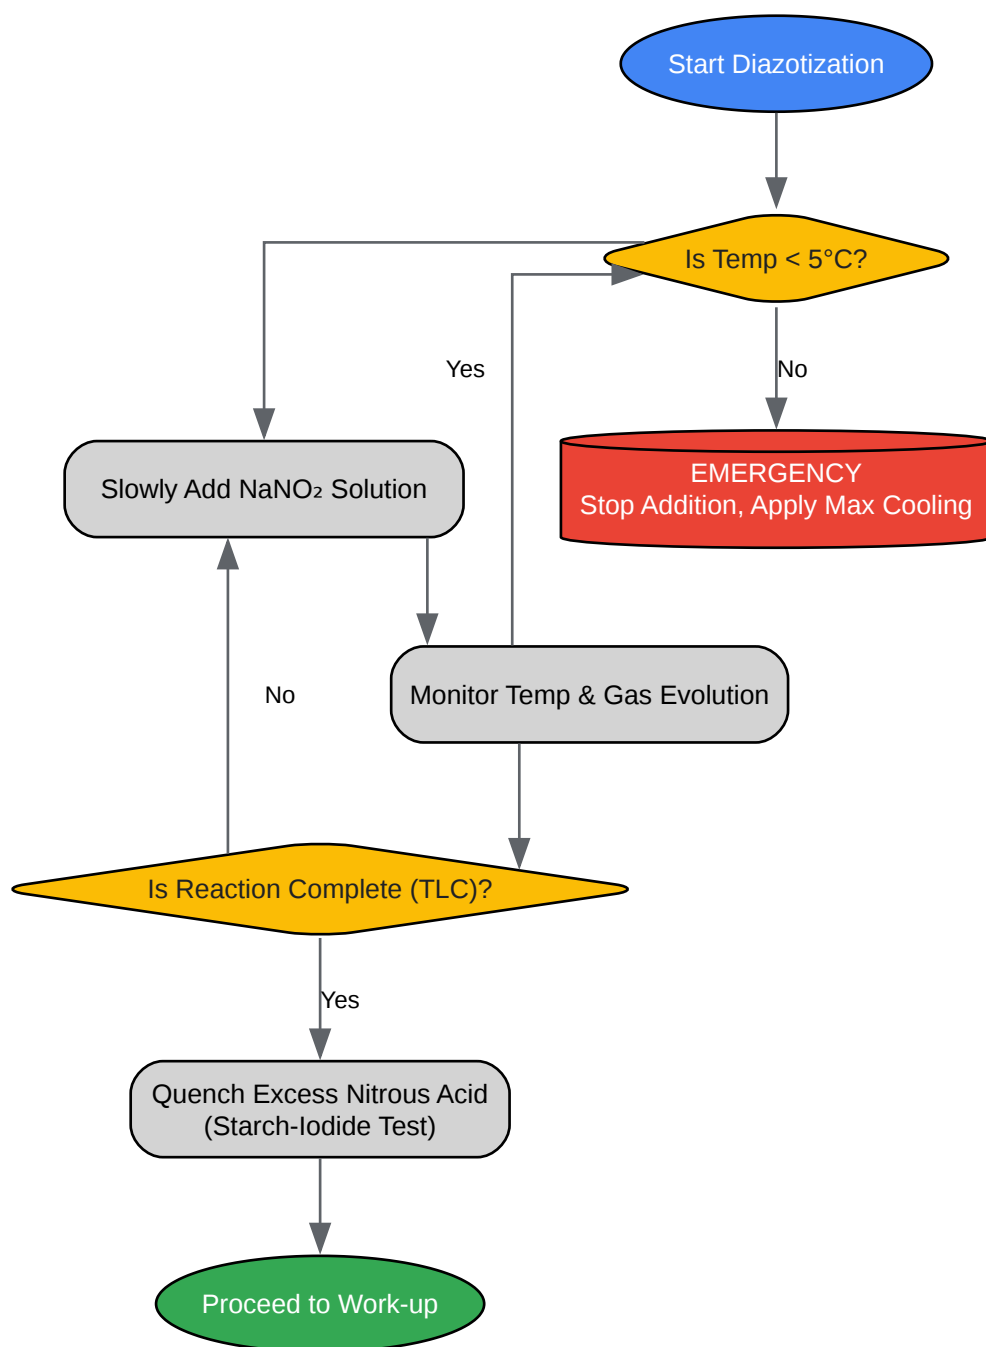 Start Diazotization
Is Temp < 5°C?
Yes
No
EMERGENCY
Stop Addition, Apply Max Cooling
Slowly Add NaNO₂ Solution
No
Monitor Temp & Gas Evolution
Is Reaction Complete (TLC)?
Yes
Quench Excess Nitrous Acid
(Starch-Iodide Test)
Proceed to Work-up